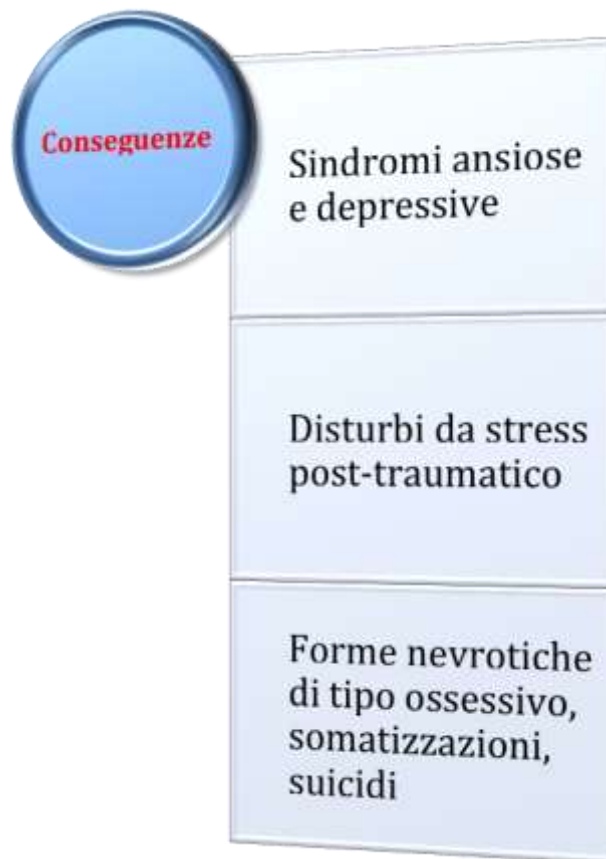 Conseguenze
Sindromi ansiose
e depressive
Disturbi da stress
post-traumatico
Forme nevrotiche
di tipo ossessivo,
somatizzazioni,
suicidi